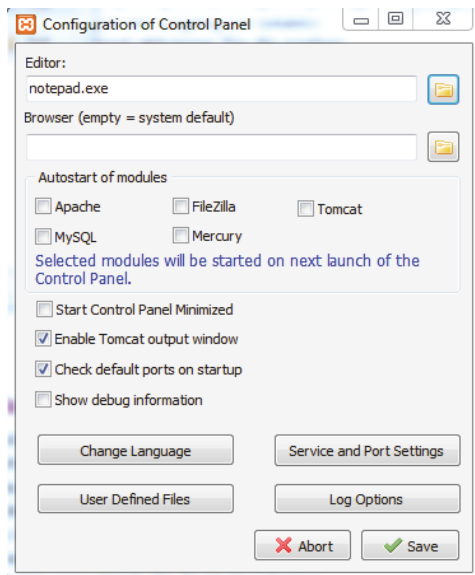 Configuration of Control Panel
Editor:
notepad.exe
Browser (empty = system default)
Autostart of modules
Apache FileZilla Tomcat
MySQL Mercury
Selected modules will be started on next launch of the
Control Panel.
Start Control Panel Minimized
Enable Tomcat output window
Check default ports on startup
Show debug information
Change Language Service and Port Settings
User Defined Files Log Options
Abort Save